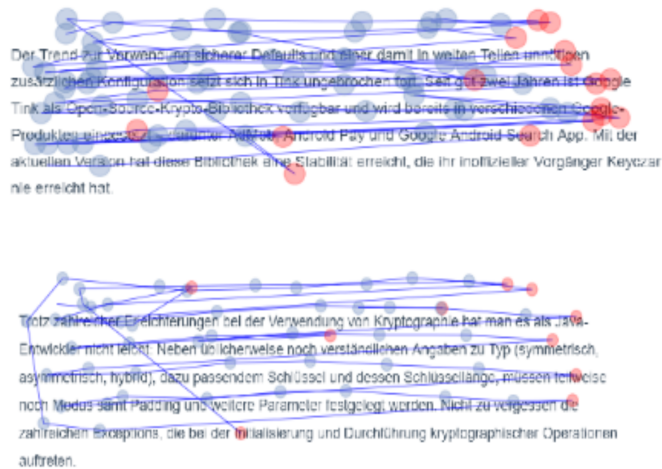 Der Trend zur Verwendung sicherer Defaults und einer damit in weiten Teilen unnötigen
zusätzlichen Konfiguration setzt sich in Tink ungebrochen fort. Seit gut zwei Jahren ist Google
Tink als Open-Source-Krypto-Bibliothek verfügbar und wird bereits in verschiedenen Google-
Produkten eingesetzt, AdMob, Android Pay und Google Android Search App. Mit der
aktuellen Version hat diese Bibliothek eine Stabilität erreicht, die ihr inoffizieller Vorgänger Keyczar
nie erreicht hat.
Trotz zahlreicher Erleichterungen bei der Verwendung von Kryptographie hat man es als Java-
Entwickler nicht leicht. Neben üblicherweise noch verständlichen Angaben zu Typ (symmetrisch,
asymmetrisch, hybrid), dazu passendem Schlüssel und dessen Schlüssellänge, müssen teilweise
noch Modus samt Padding und weitere Parameter festgelegt werden. Nicht zu vergessen die
zahlreichen Exceptions, die bei der Initialisierung und Durchführung kryptographischer Operationen
auftreten.